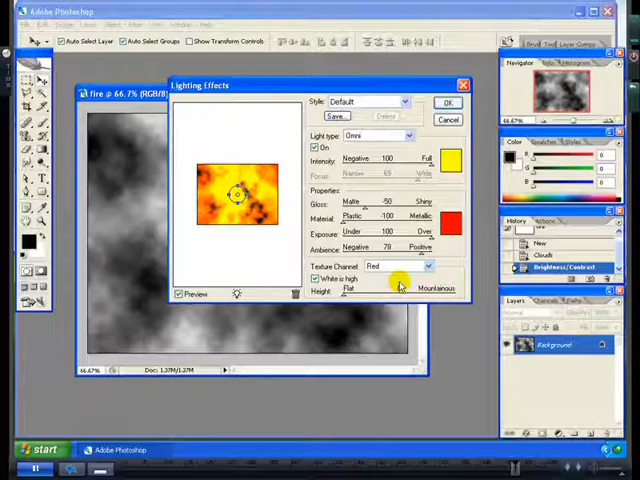 Adobe Photoshop
File Edit Image Layer Select Filter View Window Help
Auto Select Layer Auto Select Groups Show Transform Controls
Brush Tool Layer Comps
fire @ 66.7% (RGB/8)
66.67% Doc: 1.37M/1.37M
Lighting Effects
Style: Default OK
Save... Delete Cancel
Light type: Omni
On
Intensity: Negative 100 Full
Focus: Narrow 69 Wide
Properties:
Gloss: Matte -50 Shiny
Material: Plastic -100 Metallic
Exposure: Under 100 Over
Ambience: Negative 78 Positive
Texture Channel: Red
White is high
Height: Flat Mountainous
Preview
Navigator Info Histogram
66.67%
Color Swatches Styles
R 0
G 0
B 0
History Actions
New
Clouds
Brightness/Contrast
Layers Channels Paths
Background
start Adobe Photoshop